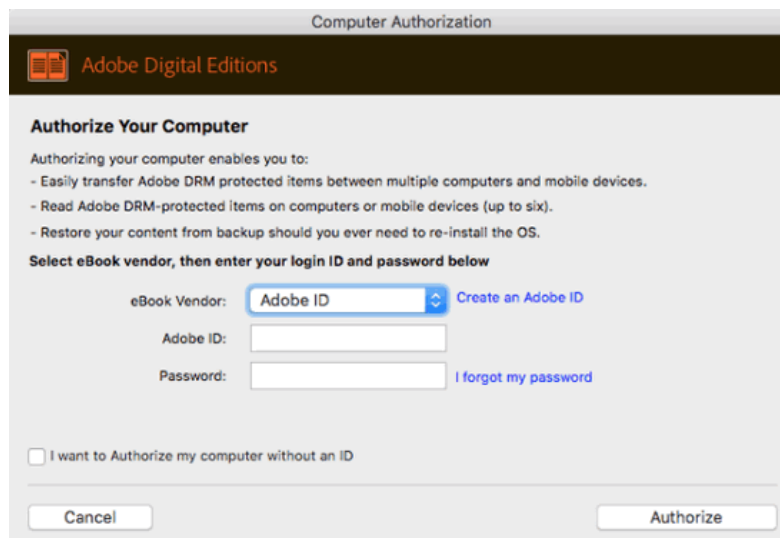 Computer Authorization
Adobe Digital Editions
Authorize Your Computer
Authorizing your computer enables you to:
- Easily transfer Adobe DRM protected items between multiple computers and mobile devices.
- Read Adobe DRM-protected items on computers or mobile devices (up to six).
- Restore your content from backup should you ever need to re-install the OS.
Select eBook vendor, then enter your login ID and password below
eBook Vendor: Adobe ID Create an Adobe ID
Adobe ID:
Password: I forgot my password
I want to Authorize my computer without an ID
Cancel Authorize